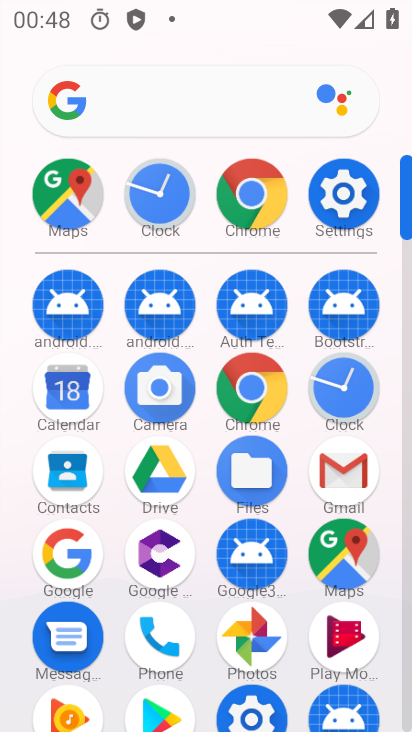 00:48
Maps Clock Chrome Settings
android.... android.... Auth Te... Bootstr...
18
Calendar Camera Chrome Clock
Contacts Drive Files Gmail
Google Google ... Google3... Maps
Messag... Phone Photos Play Mo...